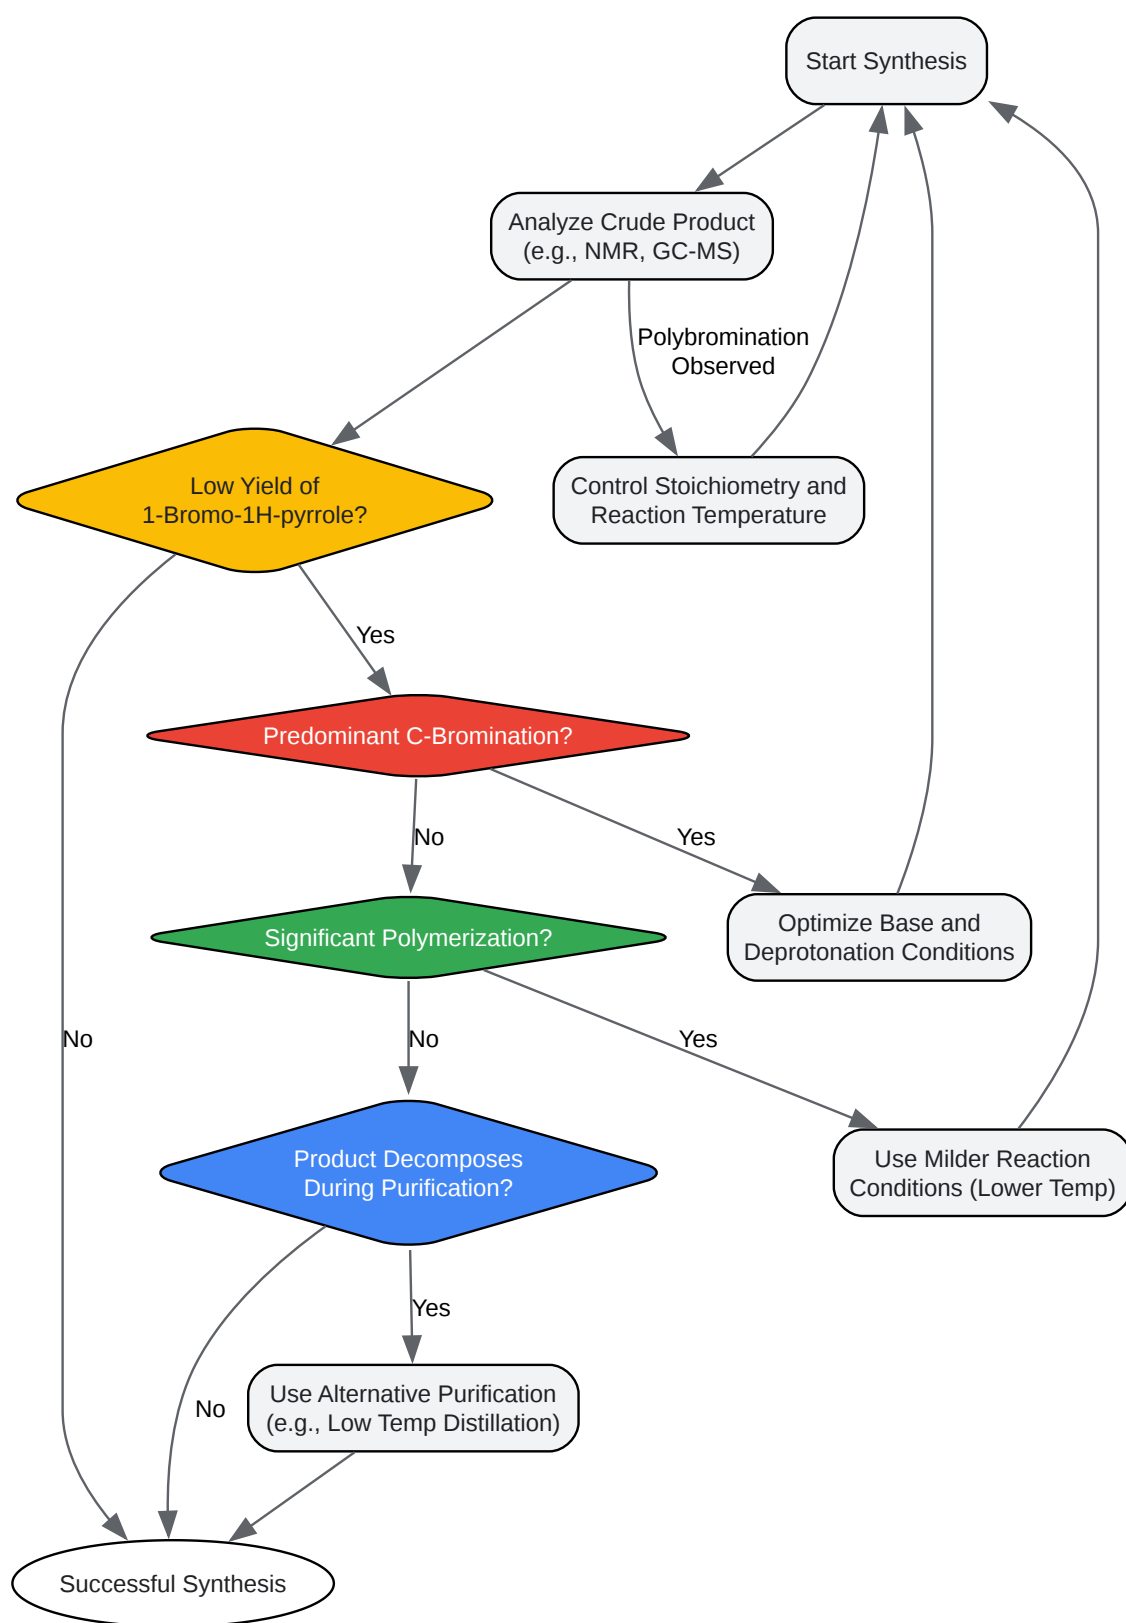 Start Synthesis
Analyze Crude Product
(e.g., NMR, GC-MS)
Polybromination
Observed
Low Yield of
1-Bromo-1H-pyrrole?
Control Stoichiometry and
Reaction Temperature
Yes
Predominant C-Bromination?
No
Yes
Optimize Base and
Deprotonation Conditions
Significant Polymerization?
No
No
Yes
Product Decomposes
During Purification?
Use Milder Reaction
Conditions (Lower Temp)
Yes
No
Use Alternative Purification
(e.g., Low Temp Distillation)
Successful Synthesis